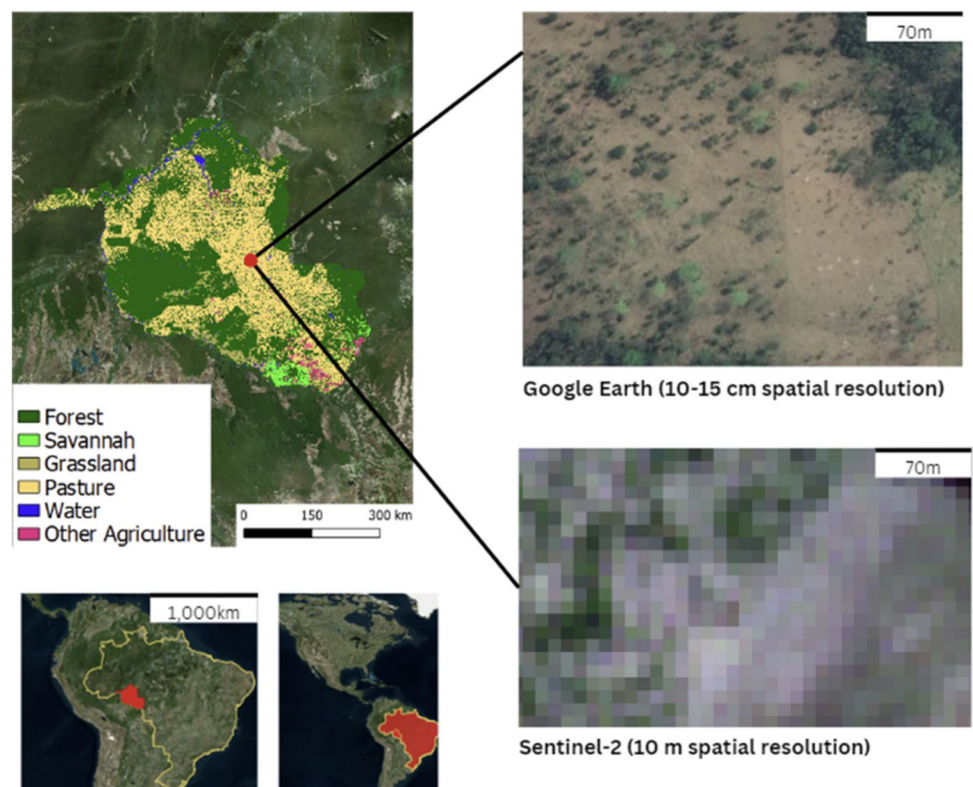 70m
Google Earth (10-15 cm spatial resolution)
Forest
Savannah
Grassland
Pasture
Water
Other Agriculture
0 150 300 km
70m
Sentinel-2 (10 m spatial resolution)
1,000km